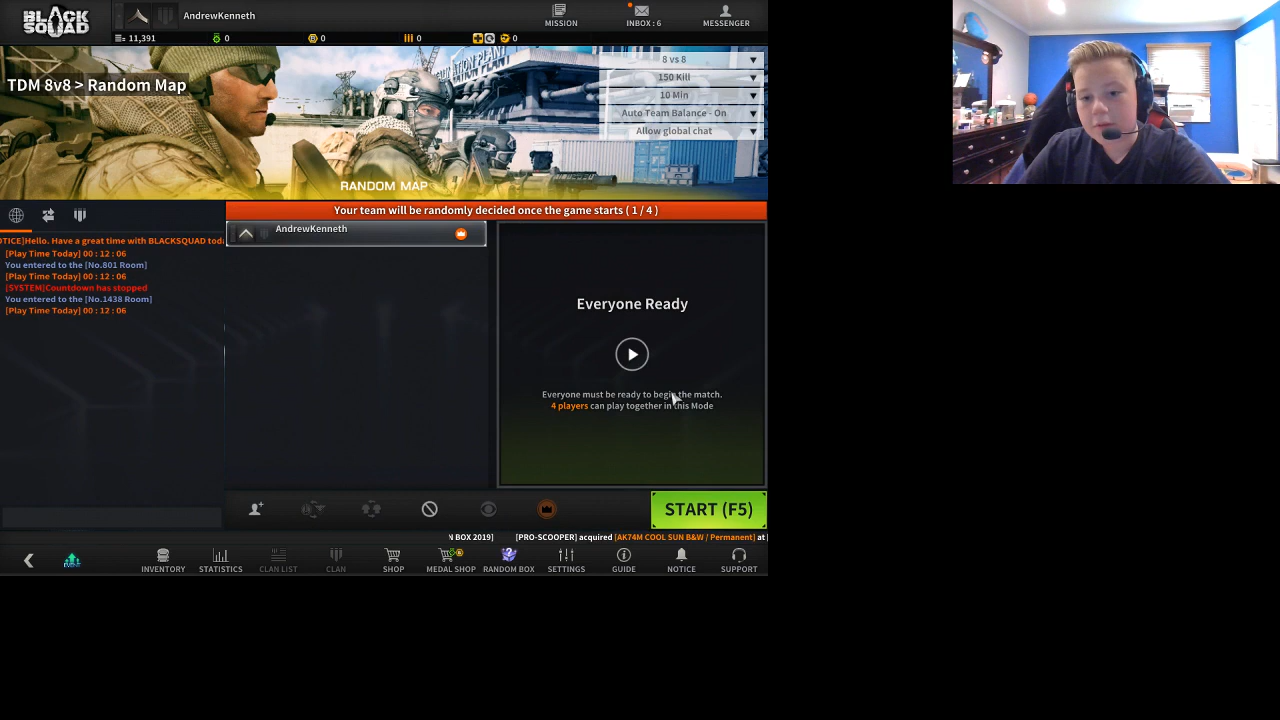 BLACK SQUAD
AndrewKenneth
MISSION
INBOX : 6
MESSENGER
11,391
0
0
0
0
TDM 8v8 > Random Map
8 vs 8
150 Kill
10 Min
Auto Team Balance - On
Allow global chat
RANDOM MAP
Your team will be randomly decided once the game starts ( 1 / 4 )
TICE]Hello. Have a great time with BLACKSQUAD toda
[Play Time Today] 00 : 12 : 06
You entered to the [No.801 Room]
[Play Time Today] 00 : 12 : 06
[SYSTEM]Countdown has stopped
You entered to the [No.1438 Room]
[Play Time Today] 00 : 12 : 06
AndrewKenneth
Everyone Ready
Everyone must be ready to begin the match.
4 players can play together in this Mode
START (F5)
N BOX 2019] [PRO-SCOOPER] acquired [AK74M COOL SUN B&W / Permanent] at
INVENTORY
STATISTICS
CLAN LIST
CLAN
SHOP
MEDAL SHOP
RANDOM BOX
SETTINGS
GUIDE
NOTICE
SUPPORT